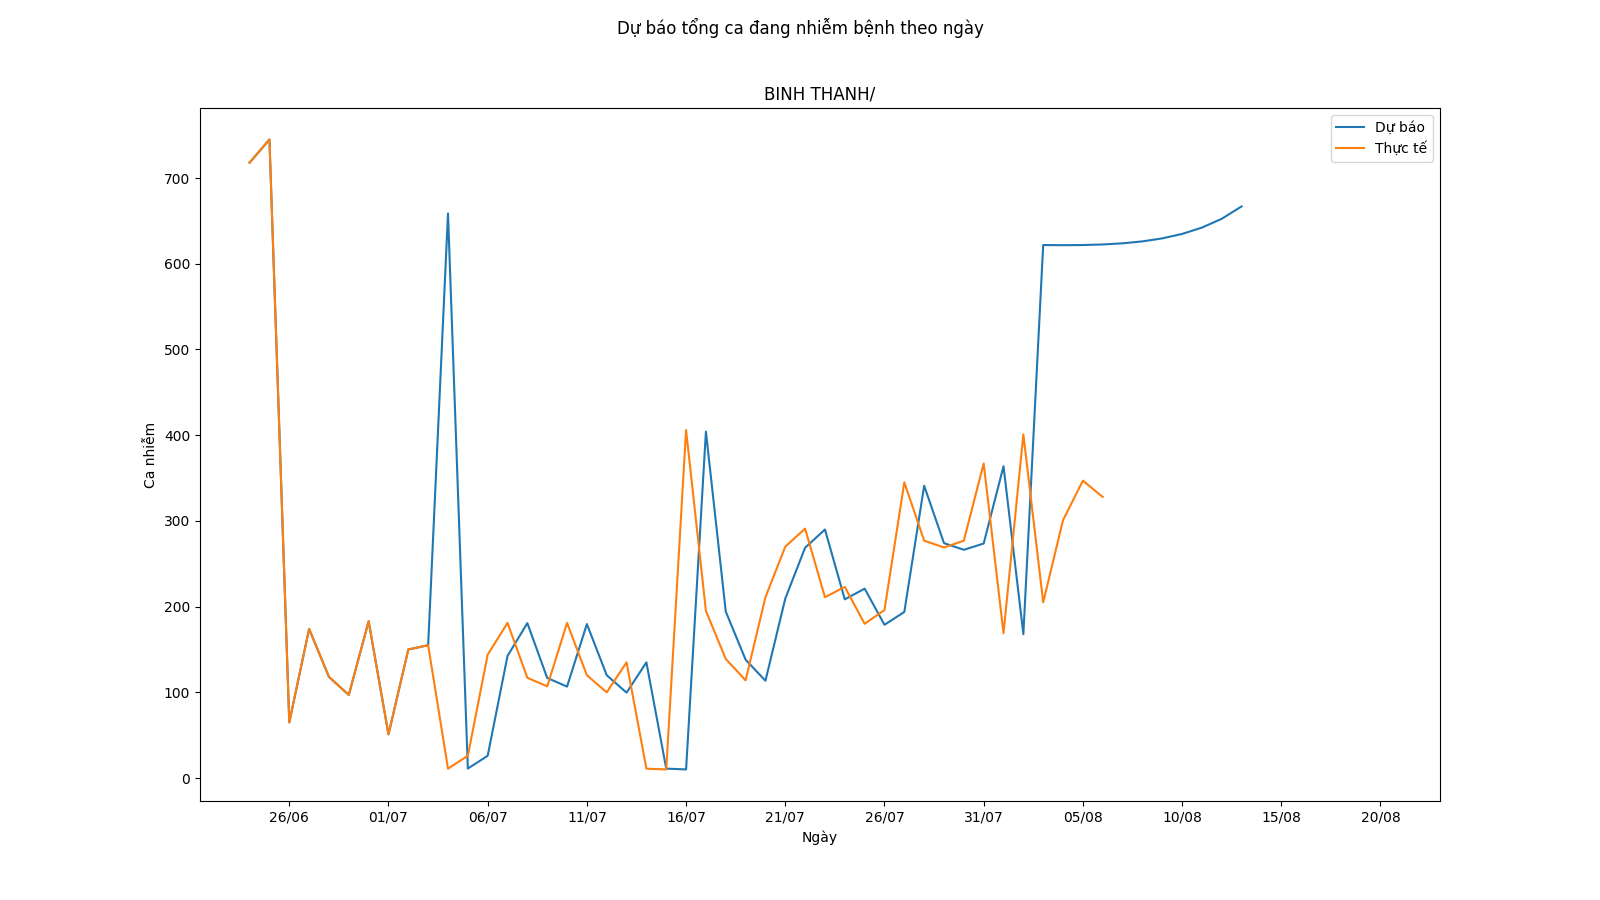 Dự báo tổng ca đang nhiễm bệnh theo ngày
BINH THANH/
Dự báo
Thực tế
700
600
500
400
300
200
100
0
Ca nhiễm
26/06 01/07 06/07 11/07 16/07 21/07 26/07 31/07 05/08 10/08 15/08 20/08
Ngày